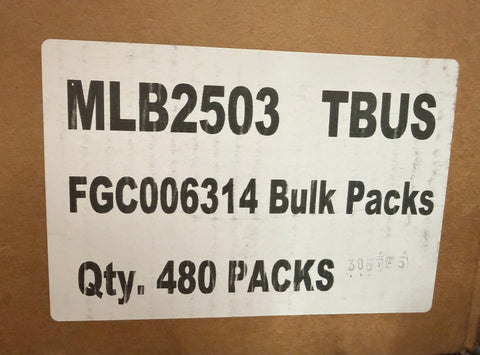 MLB2503 TBUS
FGC006314 Bulk Packs
Qty. 480 PACKS